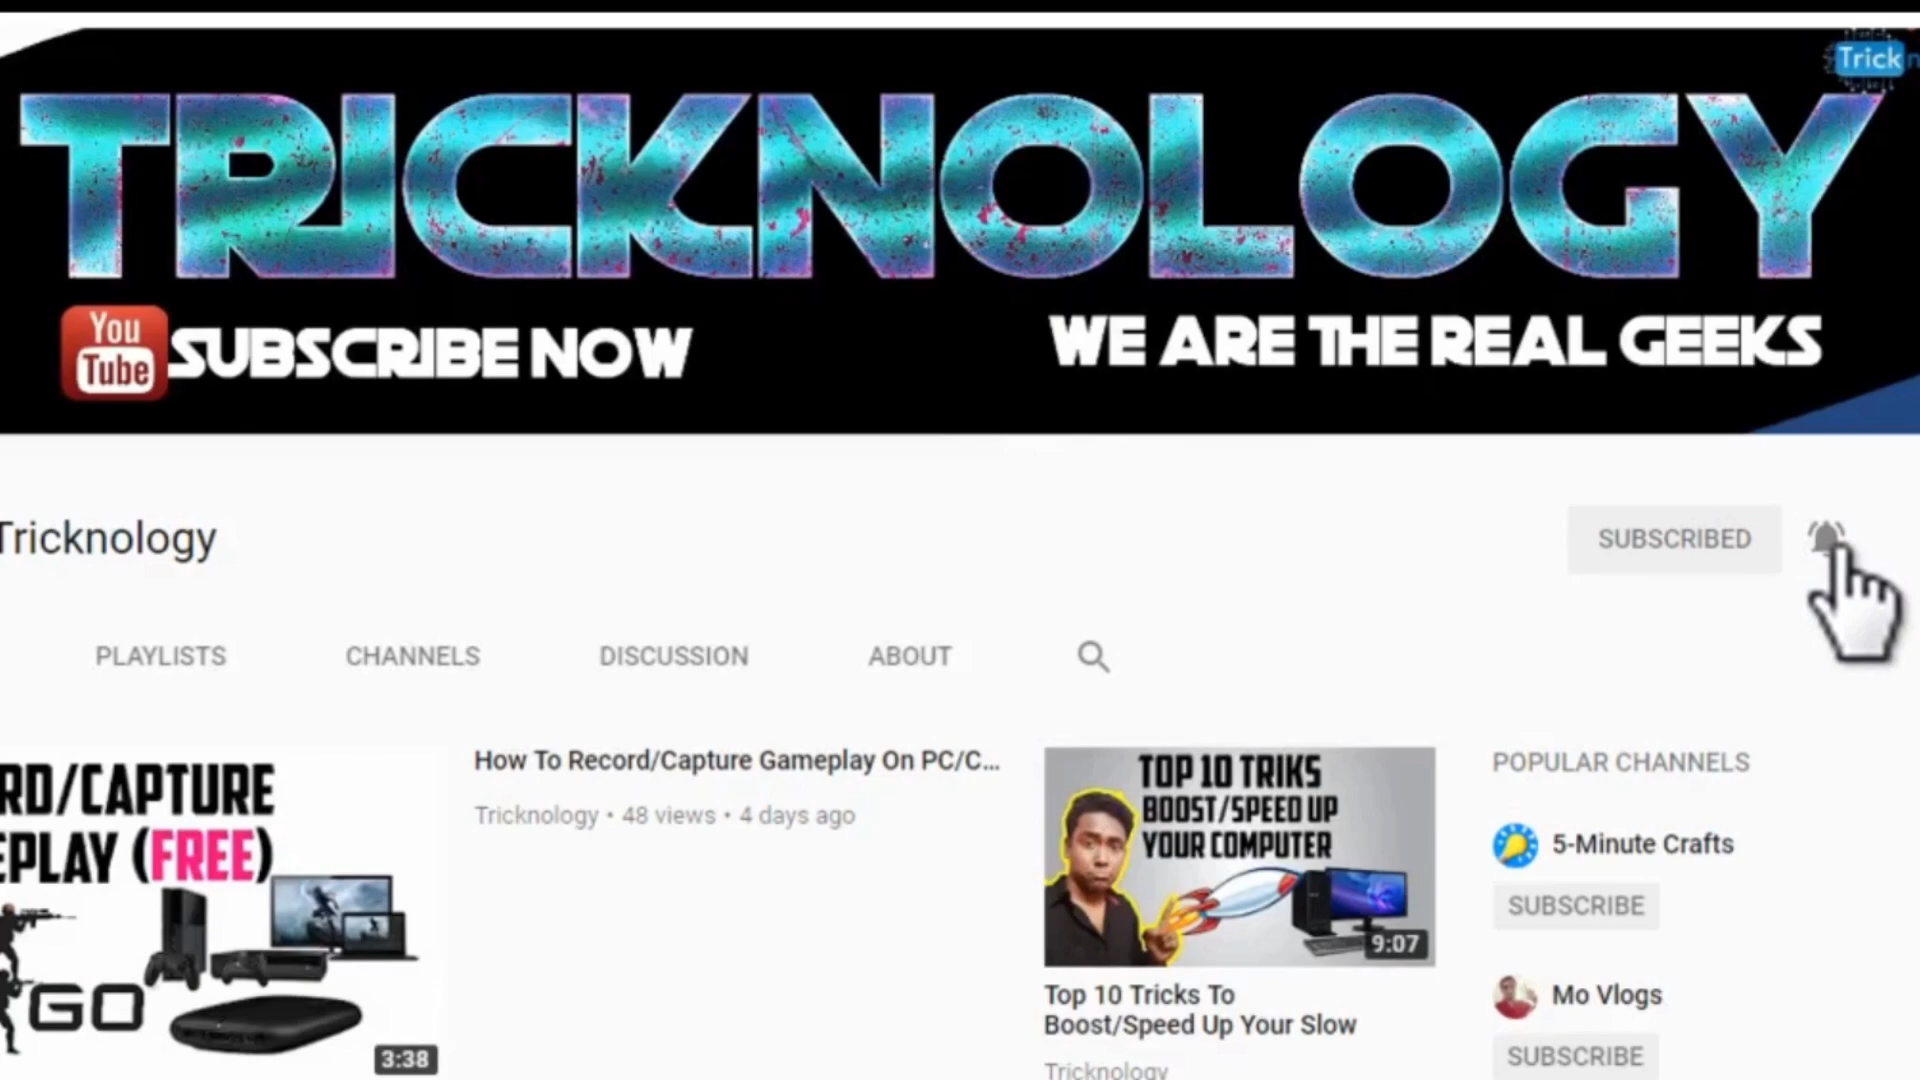 Trick
TRICKNOLOGY
You
Tube
SUBSCRIBE NOW
WE ARE THE REAL GEEKS
Tricknology
SUBSCRIBED
PLAYLISTS
CHANNELS
DISCUSSION
ABOUT
RD/CAPTURE
EPLAY (FREE)
GO
3:38
How To Record/Capture Gameplay On PC/C...
Tricknology • 48 views • 4 days ago
TOP 10 TRIKS
BOOST/SPEED UP
YOUR COMPUTER
9:07
Top 10 Tricks To
Boost/Speed Up Your Slow
Tricknology
POPULAR CHANNELS
5-Minute Crafts
SUBSCRIBE
Mo Vlogs
SUBSCRIBE